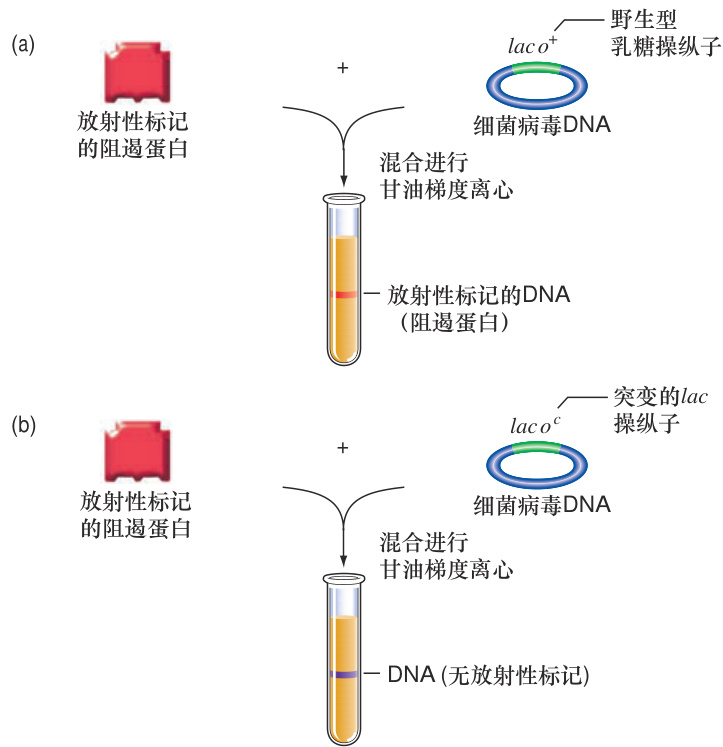 (a)
lac o+
野生型
乳糖操纵子
+
放射性标记
的阻遏蛋白
细菌病毒DNA
混合进行
甘油梯度离心
放射性标记的DNA
（阻遏蛋白）
(b)
lac oc
突变的lac
操纵子
+
放射性标记
的阻遏蛋白
细菌病毒DNA
混合进行
甘油梯度离心
DNA (无放射性标记)